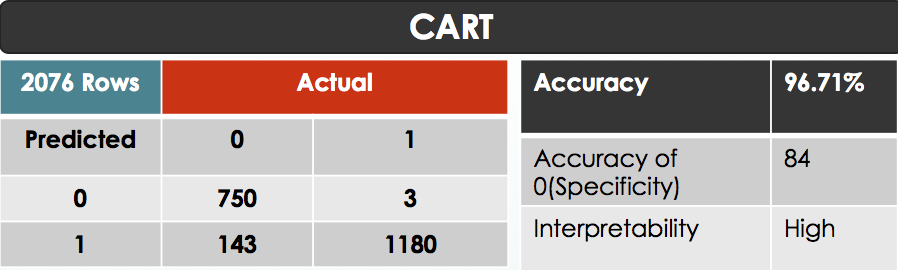 CART
2076 Rows Actual
Predicted 0 1
0 750 3
1 143 1180
Accuracy 96.71%
Accuracy of 84
0(Specificity)
Interpretability High